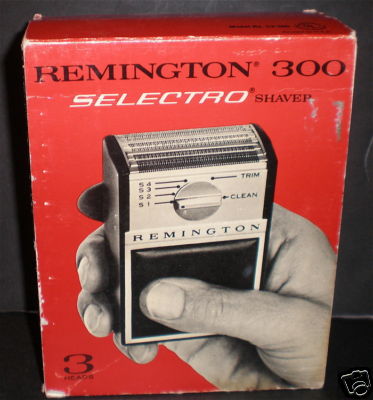 REMINGTON® 300
SELECTRO® SHAVER
TRIM
S4
S3
S2
S1
CLEAN
REMINGTON
3
HEADS